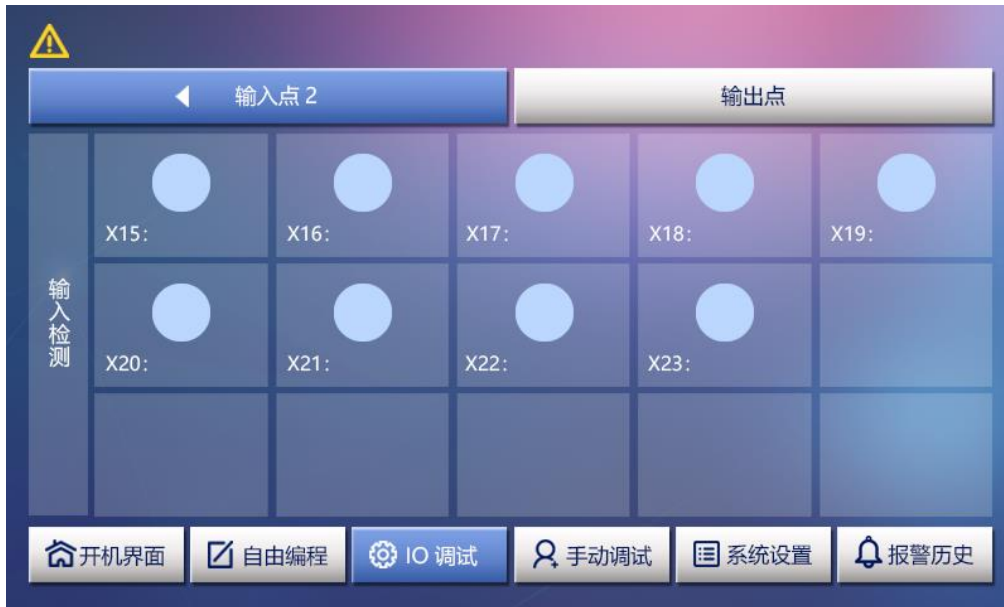 输入点 2
输出点
输入检测
X15:
X16:
X17:
X18:
X19:
X20:
X21:
X22:
X23:
开机界面
自由编程
IO 调试
手动调试
系统设置
报警历史